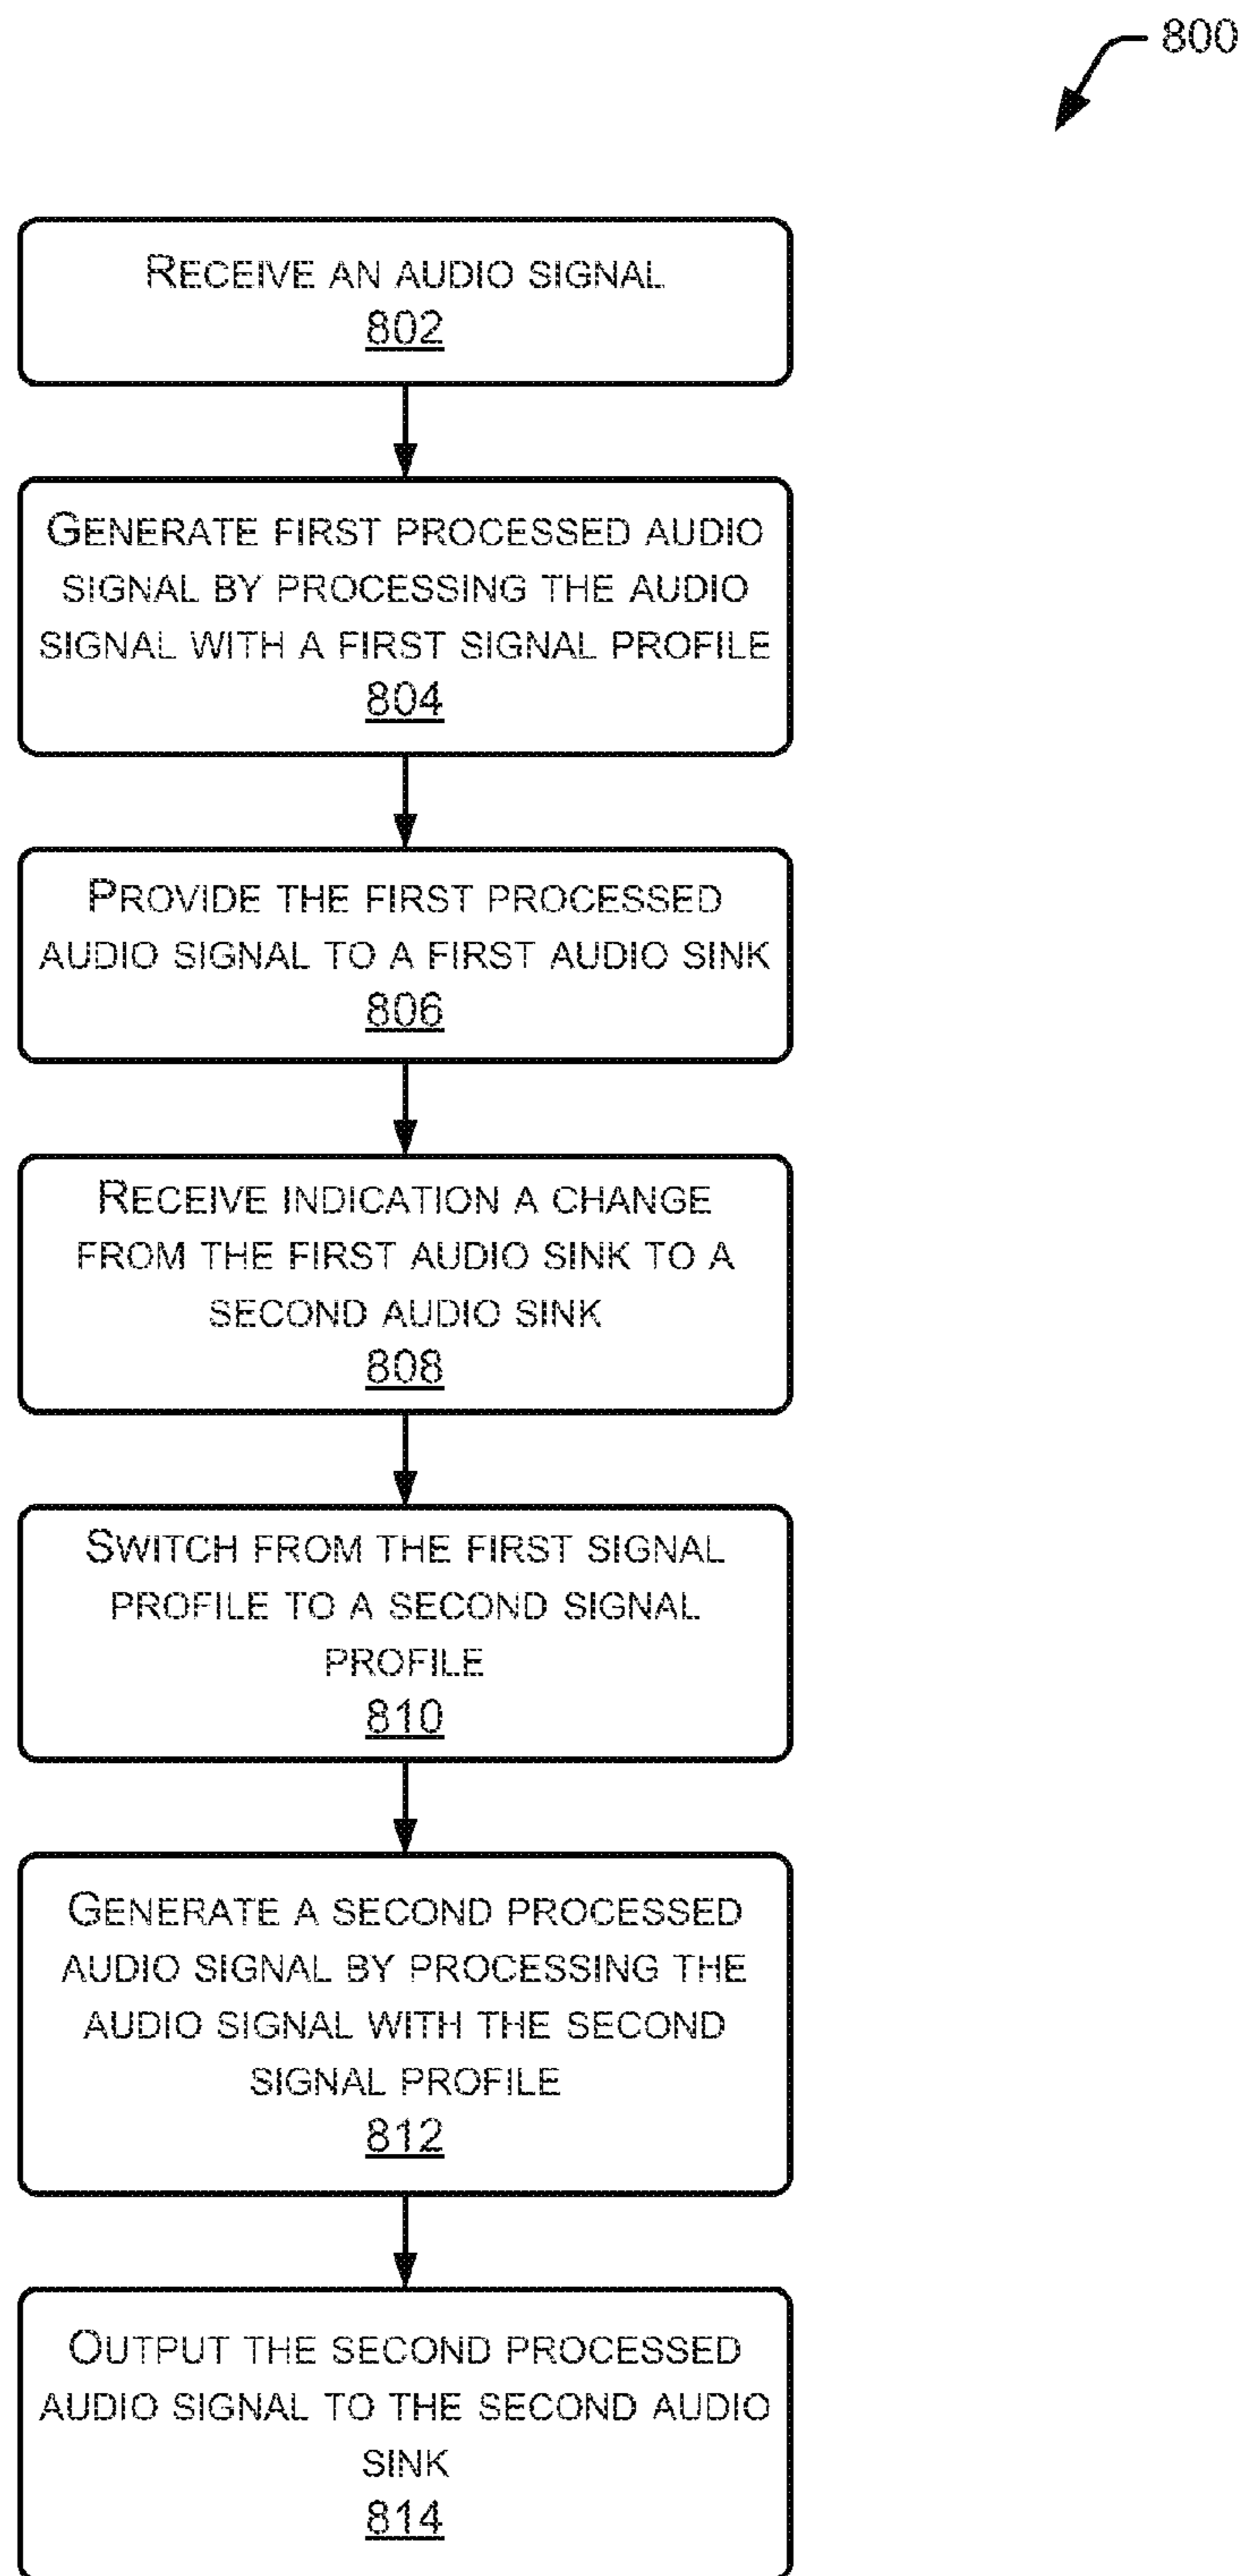 800
RECEIVE AN AUDIO SIGNAL
802
GENERATE FIRST PROCESSED AUDIO
SIGNAL BY PROCESSING THE AUDIO
SIGNAL WITH A FIRST SIGNAL PROFILE
804
PROVIDE THE FIRST PROCESSED
AUDIO SIGNAL TO A FIRST AUDIO SINK
806
RECEIVE INDICATION A CHANGE
FROM THE FIRST AUDIO SINK TO A
SECOND AUDIO SINK
808
SWITCH FROM THE FIRST SIGNAL
PROFILE TO A SECOND SIGNAL
PROFILE
810
GENERATE A SECOND PROCESSED
AUDIO SIGNAL BY PROCESSING THE
AUDIO SIGNAL WITH THE SECOND
SIGNAL PROFILE
812
OUTPUT THE SECOND PROCESSED
AUDIO SIGNAL TO THE SECOND AUDIO
SINK
814